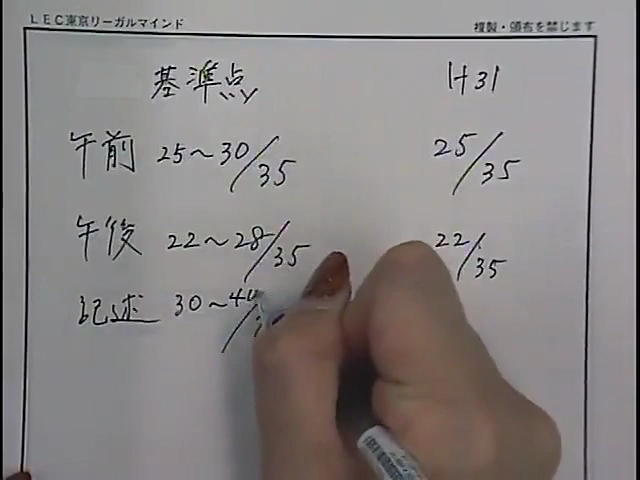 LEC東京リーガルマインド 複製・頒布を禁じます
基準点 H31
午前 25〜30/35 25/35
午後 22〜28/35 22/35
記述 30〜44/